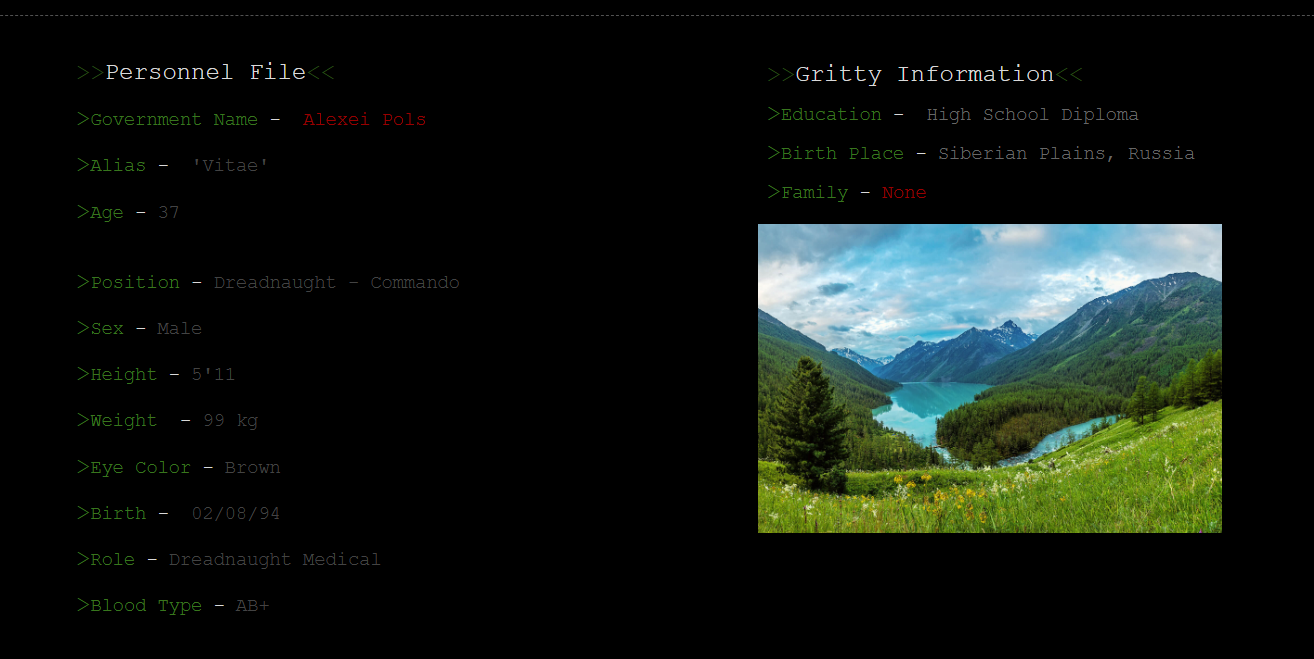 >>Personnel File<<
>Government Name - Alexei Pols
>Alias - 'Vitae'
>Age - 37
>Position - Dreadnaught - Commando
>Sex - Male
>Height - 5'11
>Weight - 99 kg
>Eye Color - Brown
>Birth - 02/08/94
>Role - Dreadnaught Medical
>Blood Type - AB+
>>Gritty Information<<
>Education - High School Diploma
>Birth Place - Siberian Plains, Russia
>Family - None